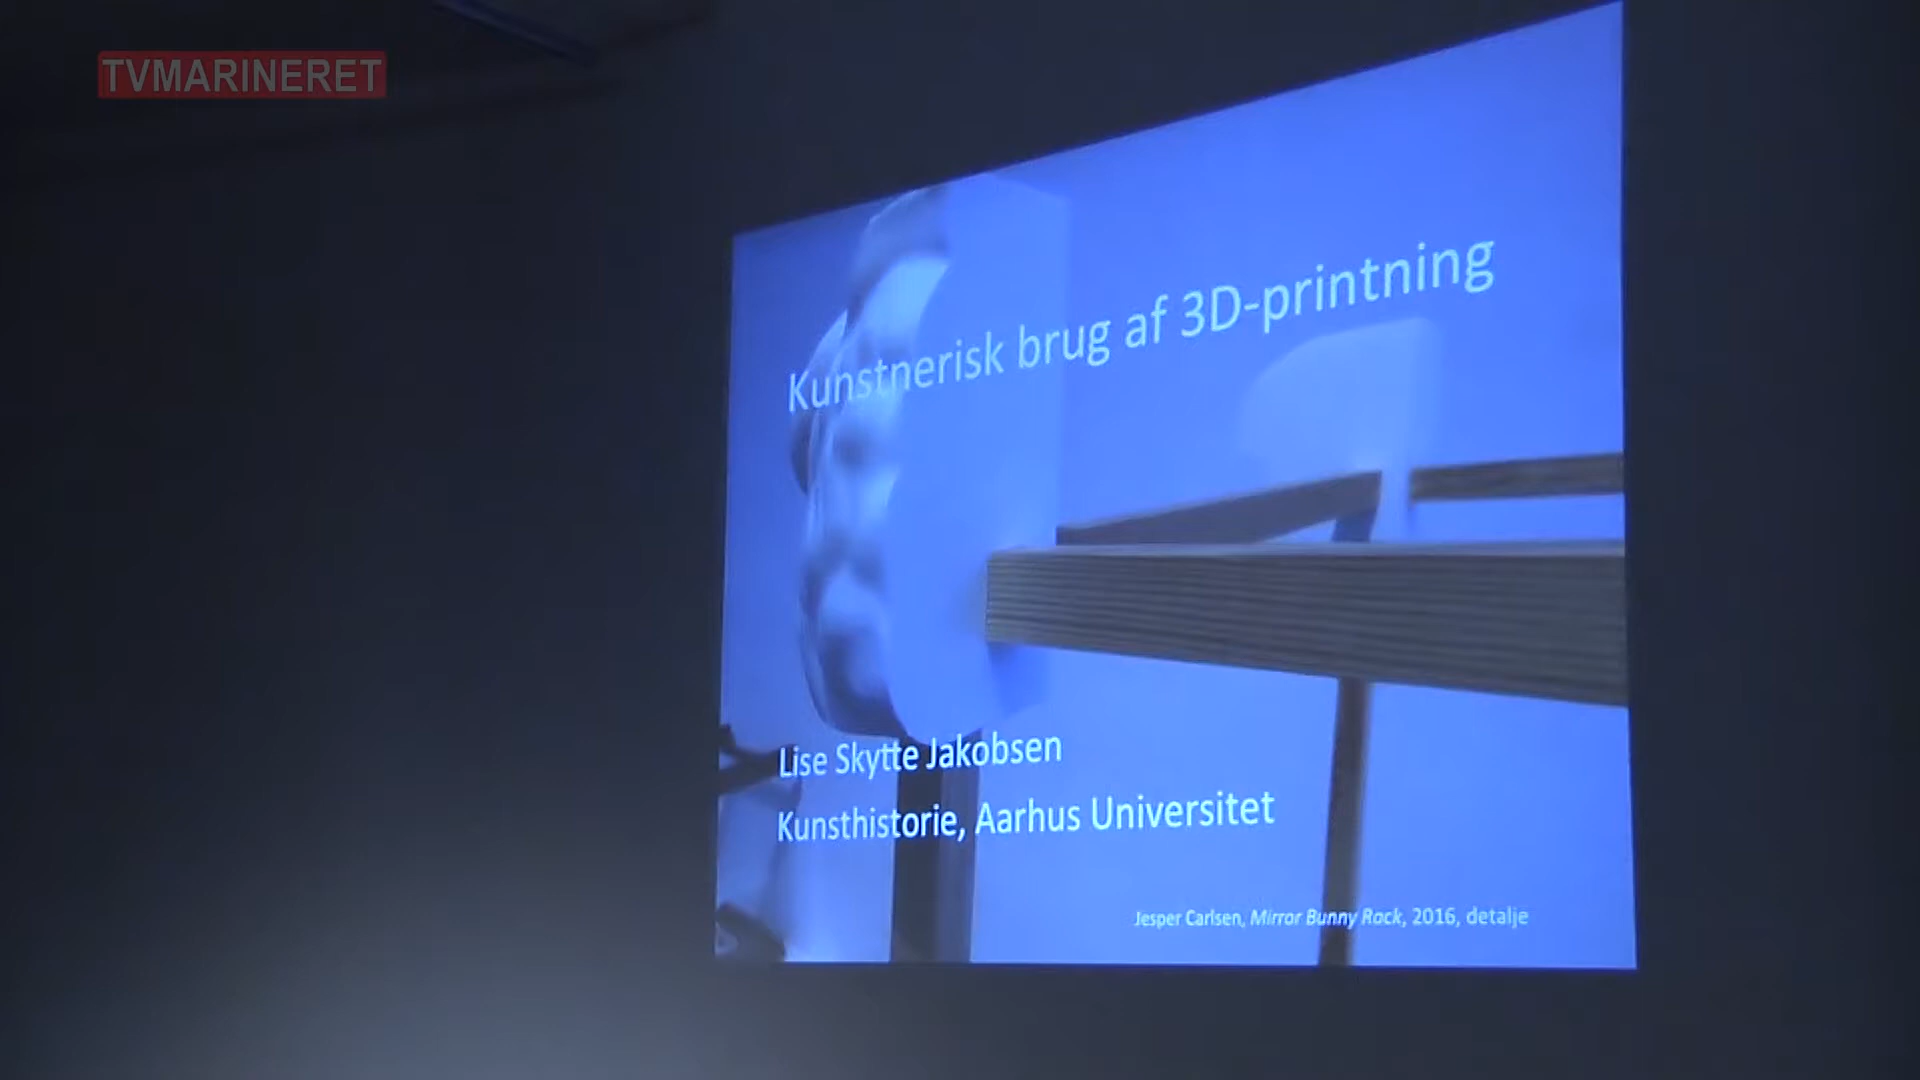 TVMARINERET
Kunstnerisk brug af 3D-printning
Lise Skytte Jakobsen
Kunsthistorie, Aarhus Universitet
Jesper Carlsen, Mirror Bunny Rock, 2016, detalje